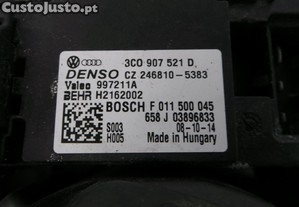 CustoJusto.pt
3C0 907 521 D
DENSO CZ 246810-5383
Valeo 997211A
BEHR H2162002
BOSCH F 011 500 045
658 J 03896833
S003 08-10-14
H005 Made in Hungary